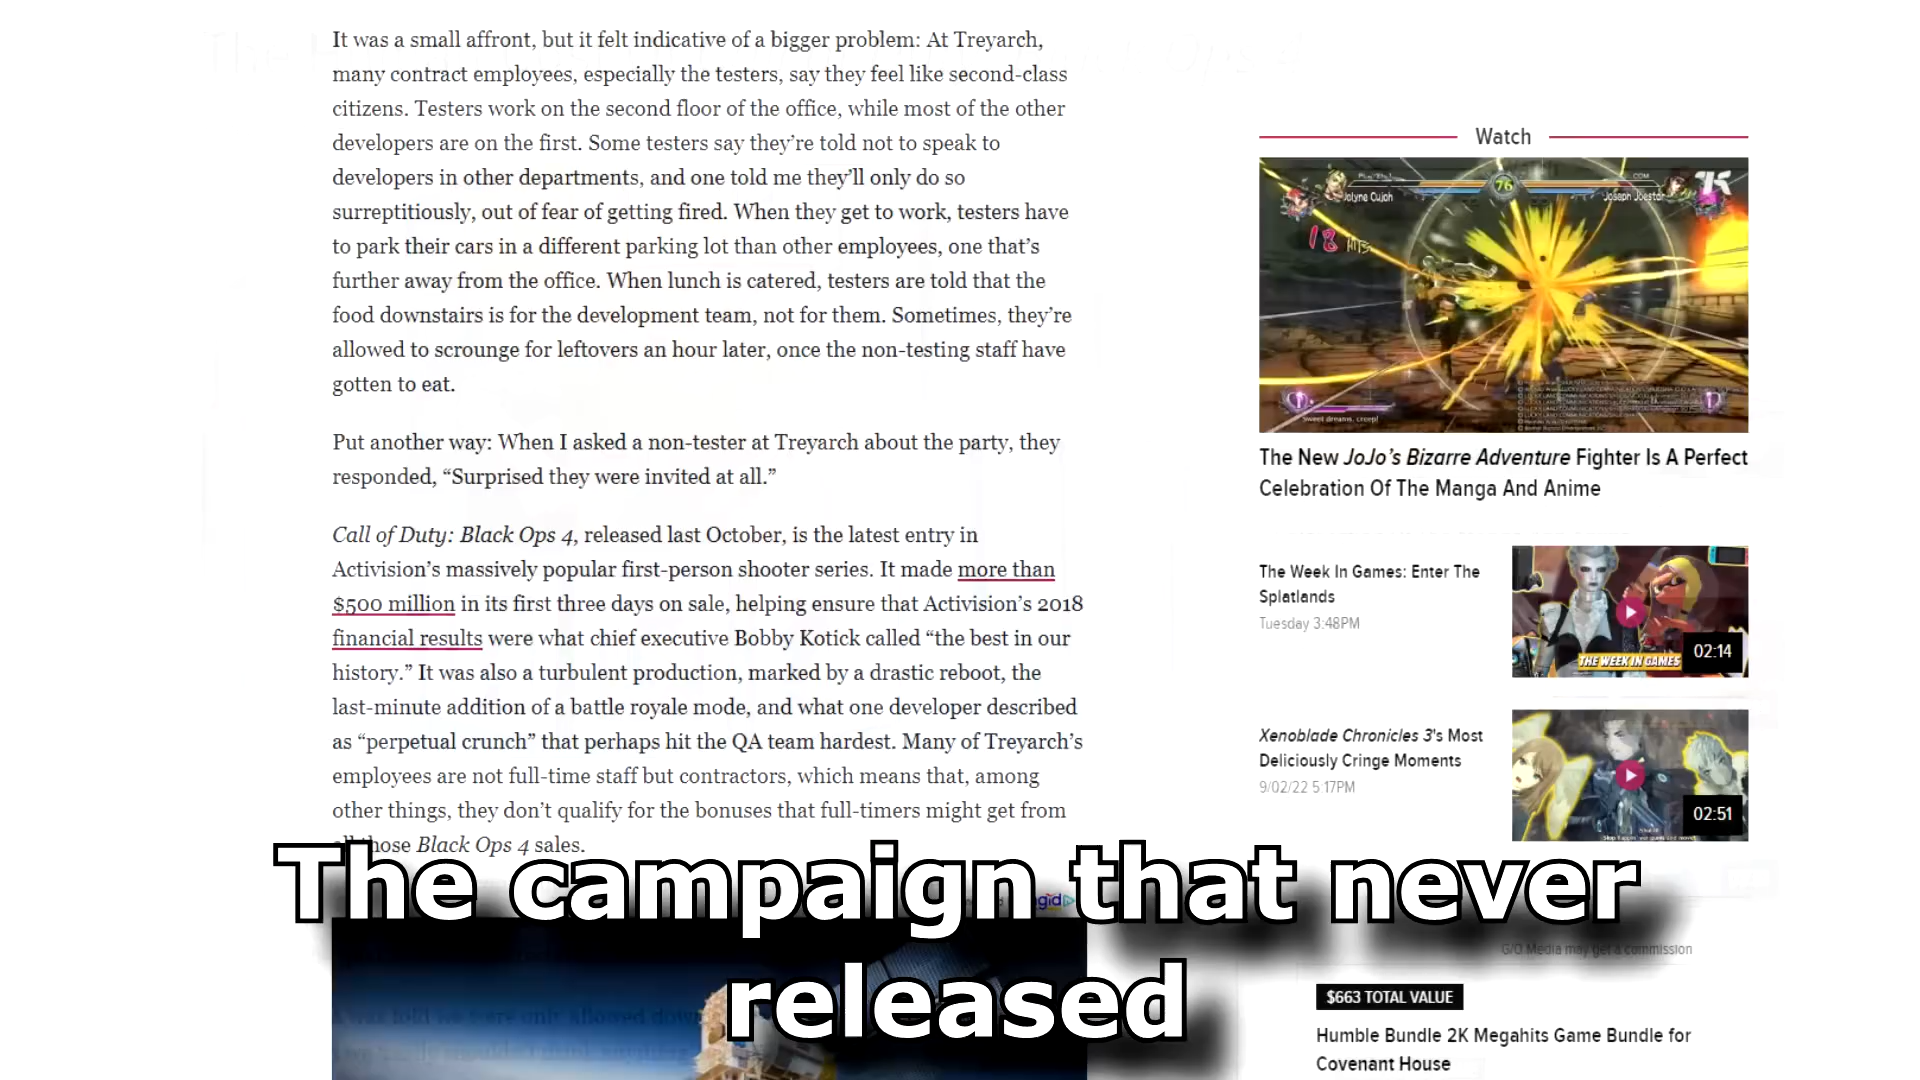 It was a small affront, but it felt indicative of a bigger problem: At Treyarch,
many contract employees, especially the testers, say they feel like second-class
citizens. Testers work on the second floor of the office, while most of the other
developers are on the first. Some testers say they're told not to speak to
developers in other departments, and one told me they'll only do so
surreptitiously, out of fear of getting fired. When they get to work, testers have
to park their cars in a different parking lot than other employees, one that's
further away from the office. When lunch is catered, testers are told that the
food downstairs is for the development team, not for them. Sometimes, they're
allowed to scrounge for leftovers an hour later, once the non-testing staff have
gotten to eat.
Put another way: When I asked a non-tester at Treyarch about the party, they
responded, “Surprised they were invited at all.”
Call of Duty: Black Ops 4, released last October, is the latest entry in
Activision's massively popular first-person shooter series. It made more than
$500 million in its first three days on sale, helping ensure that Activision's 2018
financial results were what chief executive Bobby Kotick called “the best in our
history.” It was also a turbulent production, marked by a drastic reboot, the
last-minute addition of a battle royale mode, and what one developer described
as “perpetual crunch” that perhaps hit the QA team hardest. Many of Treyarch's
employees are not full-time staff but contractors, which means that, among
other things, they don't qualify for the bonuses that full-timers might get from
Black Ops 4 sales.
The campaign that never
released
Watch
76
COM
Jolyne Cujoh
Joseph Joestar
18
Sweet dreams, creep!
The New JoJo's Bizarre Adventure Fighter Is A Perfect
Celebration Of The Manga And Anime
The Week In Games: Enter The
Splatlands
Tuesday 3:48PM
THE WEEK IN GAMES
02:14
Xenoblade Chronicles 3's Most
Deliciously Cringe Moments
9/02/22 5 17PM
02:51
G/O Media may get a commission
$663 TOTAL VALUE
Humble Bundle 2K Megahits Game Bundle for
Covenant House